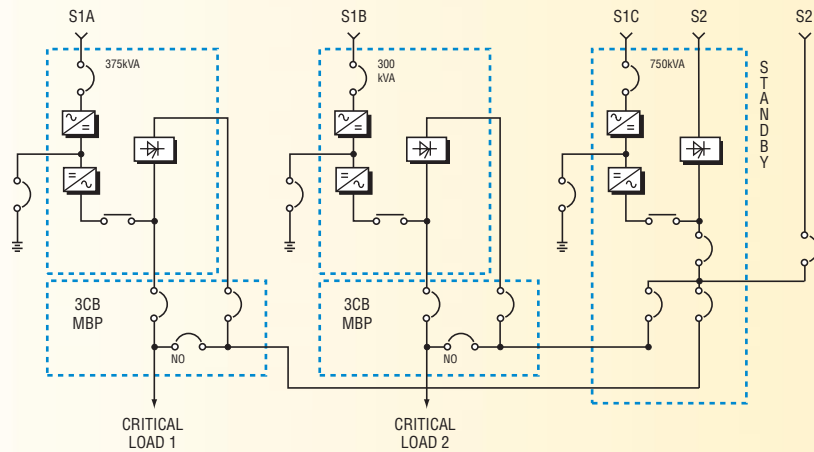 S1A
S1B
S1C
S2
S2
375kVA
300
kVA
750kVA
STANDBY
3CB
MBP
NO
3CB
MBP
NO
CRITICAL
LOAD 1
CRITICAL
LOAD 2